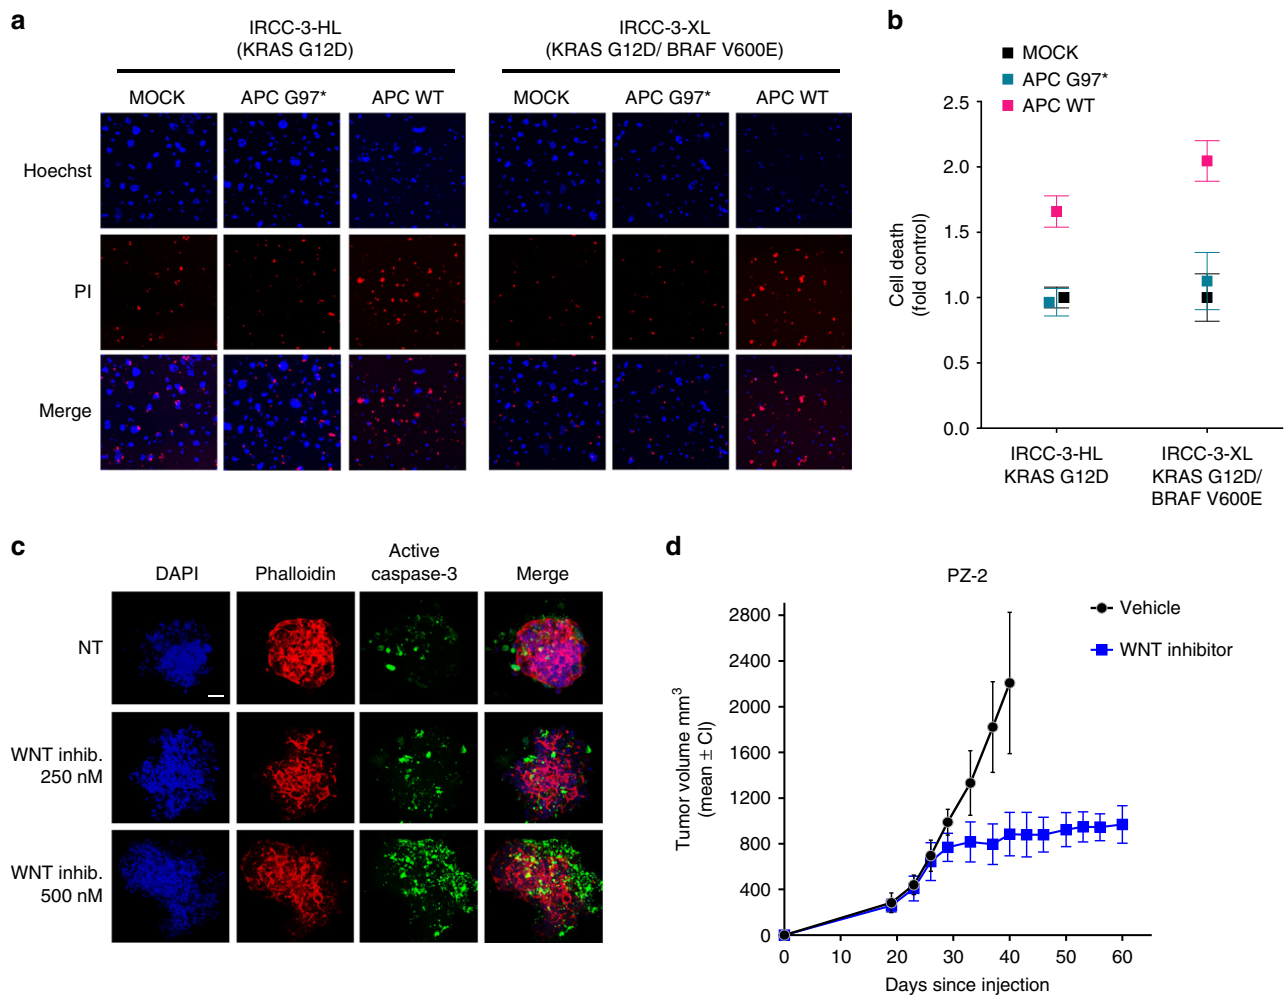 a
IRCC-3-HL
(KRAS G12D)
IRCC-3-XL
(KRAS G12D/ BRAF V600E)
MOCK
APC G97*
APC WT
MOCK
APC G97*
APC WT
Hoechst
PI
Merge
b
MOCK
APC G97*
APC WT
Cell death
(fold control)
2.5
2.0
1.5
1.0
0.5
0.0
IRCC-3-HL
KRAS G12D
IRCC-3-XL
KRAS G12D/
BRAF V600E
c
DAPI
Phalloidin
Active
caspase-3
Merge
NT
WNT inhib.
250 nM
WNT inhib.
500 nM
d
PZ-2
Vehicle
WNT inhibitor
Tumor volume mm³
(mean ± CI)
2800
2400
2000
1600
1200
800
400
0
0
10
20
30
40
50
60
Days since injection